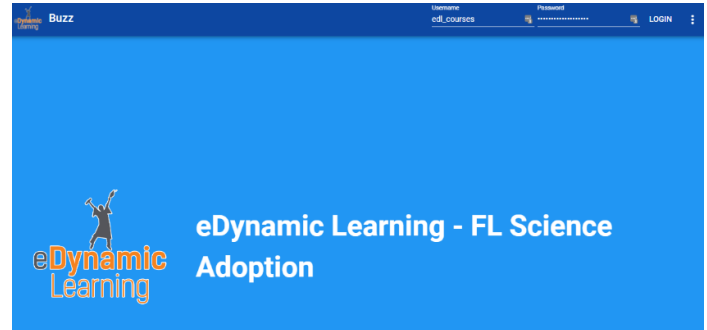 eDynamic Learning
Buzz
Username
edl_courses
Password
••••••••••••••••••
LOGIN
eDynamic
Learning
eDynamic Learning - FL Science
Adoption